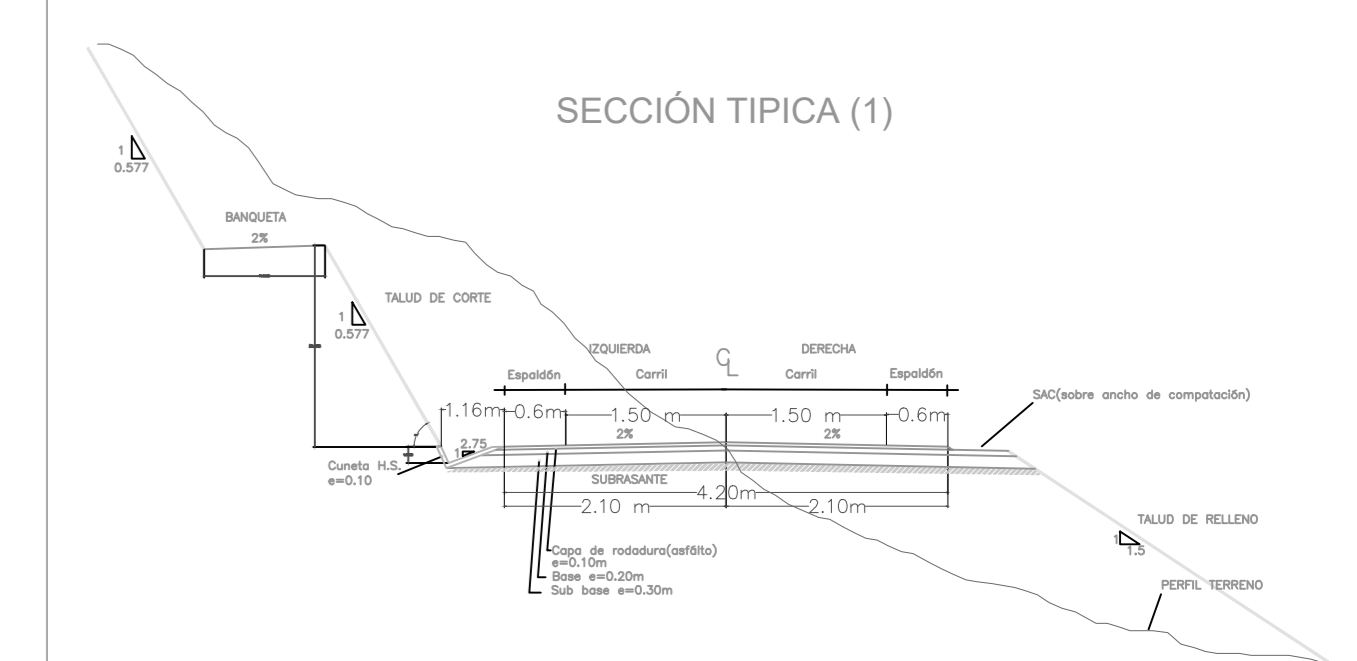 SECCIÓN TIPICA (1)
1
0.577
BANQUETA
2%
TALUD DE CORTE
1
0.577
IZQUIERDA
CL
DERECHA
Espaldón
Carril
Carril
Espaldón
SAC(sobre ancho de compatación)
1.16m
0.6m
1.50 m
1.50 m
0.6m
2%
2%
2.75
1
Cuneta H.S.
e=0.10
SUBRASANTE
4.20m
2.10 m
2.10m
TALUD DE RELLENO
1
1.5
Capa de rodadura(asfálto)
e=0.10m
Base e=0.20m
Sub base e=0.30m
PERFIL TERRENO